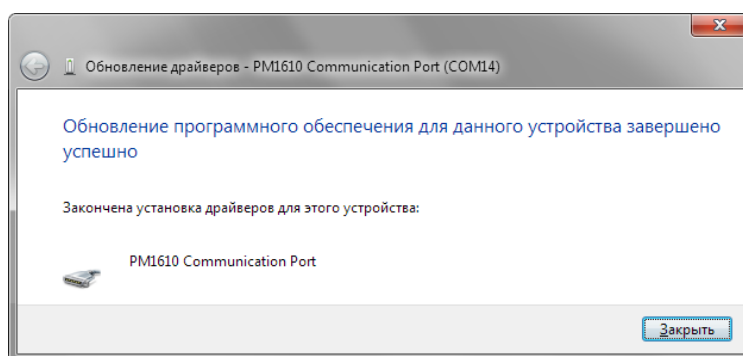 Обновление драйверов - PM1610 Communication Port (COM14)
Обновление программного обеспечения для данного устройства завершено
успешно
Закончена установка драйверов для этого устройства:
PM1610 Communication Port
Закрыть